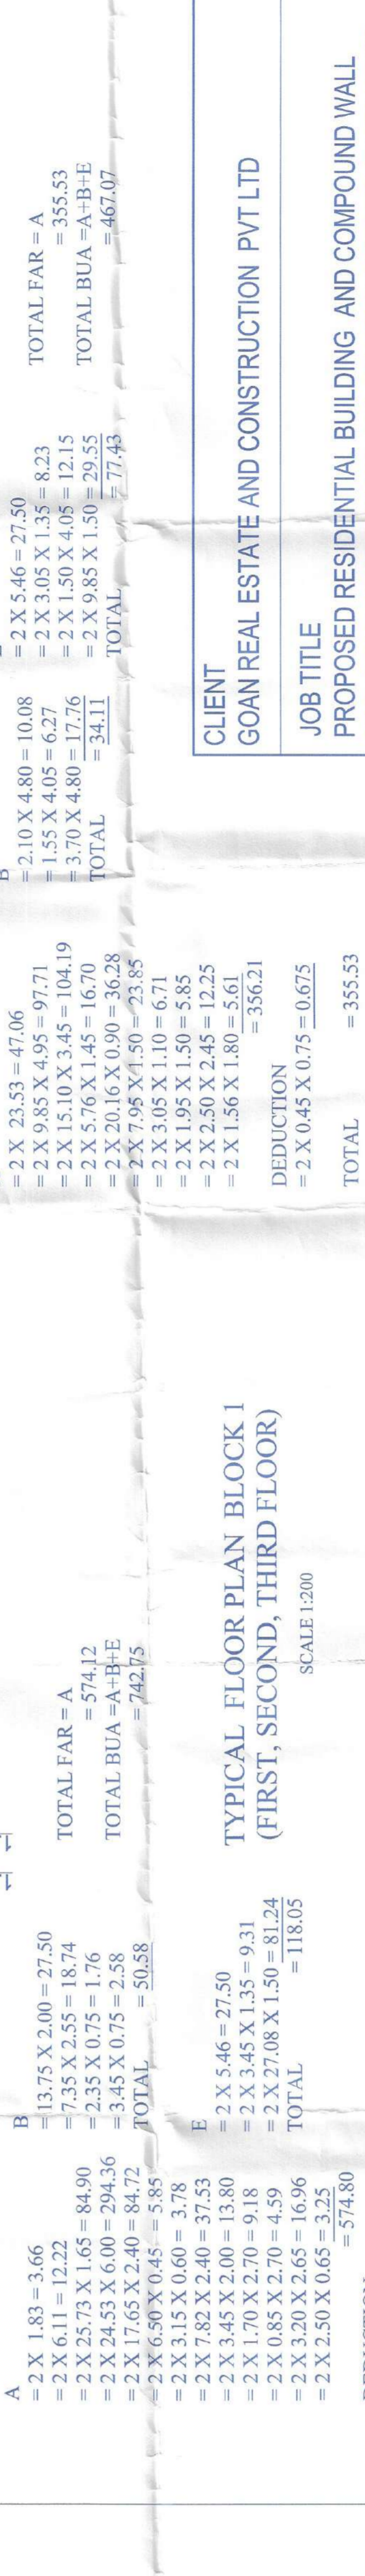 A
= 2 X 1.83 = 3.66
= 2 X 6.11 = 12.22
= 2 X 25.73 X 1.65 = 84.90
= 2 X 24.53 X 6.00 = 294.36
= 2 X 17.65 X 2.40 = 84.72
= 2 X 6.50 X 0.45 = 5.85
= 2 X 3.15 X 0.60 = 3.78
= 2 X 7.82 X 2.40 = 37.53
= 2 X 3.45 X 2.00 = 13.80
= 2 X 1.70 X 2.70 = 9.18
= 2 X 0.85 X 2.70 = 4.59
= 2 X 3.20 X 2.65 = 16.96
= 2 X 2.50 X 0.65 = 3.25
= 574.80
B
= 13.75 X 2.00 = 27.50
= 7.35 X 2.55 = 18.74
= 2.35 X 0.75 = 1.76
= 3.45 X 0.75 = 2.58
TOTAL = 50.58
E
= 2 X 5.46 = 27.50
= 2 X 3.45 X 1.35 = 9.31
= 2 X 27.08 X 1.50 = 81.24
TOTAL = 118.05
TOTAL FAR = A
= 574.12
TOTAL BUA =A+B+E
= 742.75
TYPICAL FLOOR PLAN BLOCK 1
(FIRST, SECOND, THIRD FLOOR)
SCALE 1:200
= 2 X 23.53 = 47.06
= 2 X 9.85 X 4.95 = 97.71
= 2 X 15.10 X 3.45 = 104.19
= 2 X 5.76 X 1.45 = 16.70
= 2 X 20.16 X 0.90 = 36.28
= 2 X 7.95 X 1.50 = 23.85
= 2 X 3.05 X 1.10 = 6.71
= 2 X 1.95 X 1.50 = 5.85
= 2 X 2.50 X 2.45 = 12.25
= 2 X 1.56 X 1.80 = 5.61
= 356.21
DEDUCTION
= 2 X 0.45 X 0.75 = 0.675
TOTAL = 355.53
B
= 2.10 X 4.80 = 10.08
= 1.55 X 4.05 = 6.27
= 3.70 X 4.80 = 17.76
TOTAL = 34.11
= 2 X 5.46 = 27.50
= 2 X 3.05 X 1.35 = 8.23
= 2 X 1.50 X 4.05 = 12.15
= 2 X 9.85 X 1.50 = 29.55
TOTAL = 77.43
TOTAL FAR = A
= 355.53
TOTAL BUA =A+B+E
= 467.07
CLIENT
GOAN REAL ESTATE AND CONSTRUCTION PVT LTD
JOB TITLE
PROPOSED RESIDENTIAL BUILDING AND COMPOUND WALL